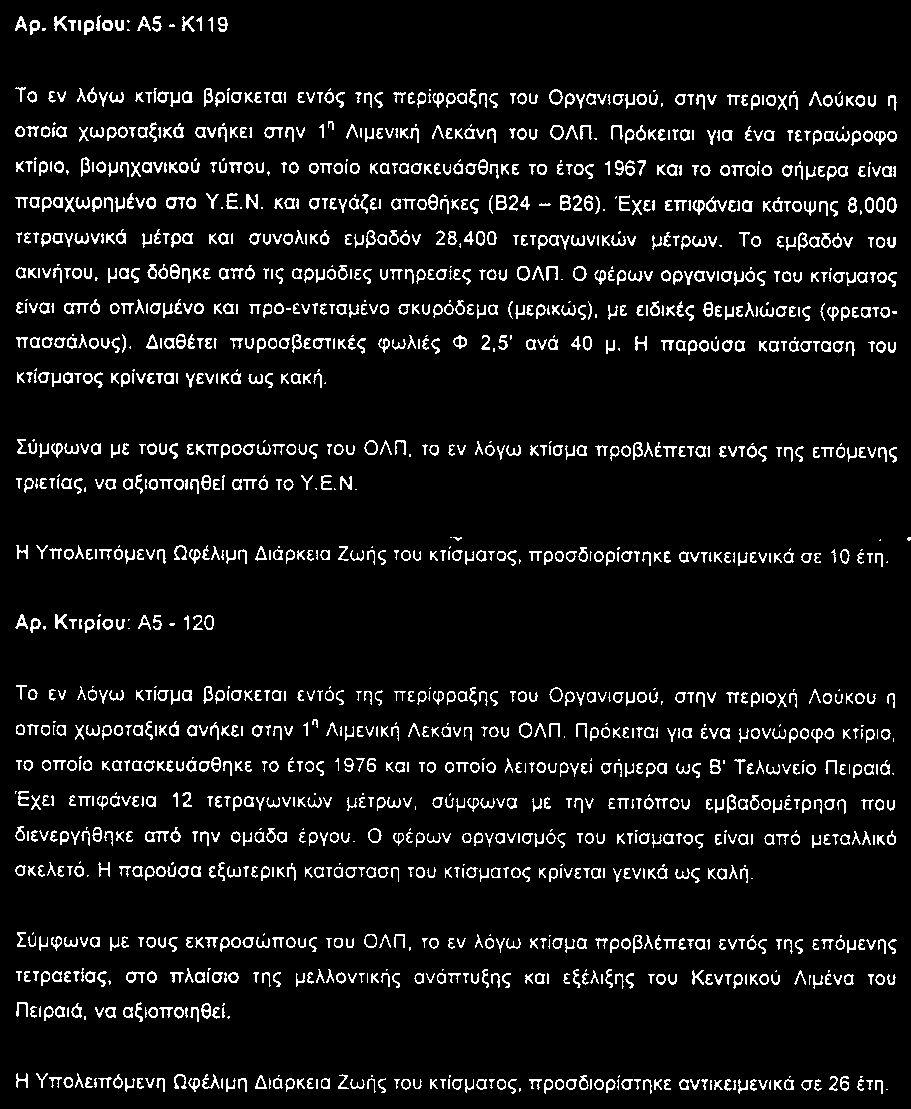 Αρ. Κτιρίου: Α5 - Κ119
Το εν λόγω κτίσμα βρίσκεται εντός της περίφραξης του Οργανισμού, στην περιοχή Λούκου η
οποία χωροταξικά ανήκει στην 1η Λιμενική Λεκάνη του ΟΛΠ. Πρόκειται για ένα τετραώροφο
κτίριο, βιομηχανικού τύπου, το οποίο κατασκευάσθηκε το έτος 1967 και το οποίο σήμερα είναι
παραχωρημένο στο Υ.Ε.Ν. και στεγάζει αποθήκες (Β24 – Β26). Έχει επιφάνεια κάτοψης 8,000
τετραγωνικά μέτρα και συνολικό εμβαδόν 28,400 τετραγωνικών μέτρων. Το εμβαδόν του
ακινήτου, μας δόθηκε από τις αρμόδιες υπηρεσίες του ΟΛΠ. Ο φέρων οργανισμός του κτίσματος
είναι από οπλισμένο και προ-εντεταμένο σκυρόδεμα (μερικώς), με ειδικές θεμελιώσεις (φρεατο-
πασσάλους). Διαθέτει πυροσβεστικές φωλιές Φ 2,5' ανά 40 μ. Η παρούσα κατάσταση του
κτίσματος κρίνεται γενικά ως κακή.
Σύμφωνα με τους εκπροσώπους του ΟΛΠ, το εν λόγω κτίσμα προβλέπεται εντός της επόμενης
τριετίας, να αξιοποιηθεί από το Υ.Ε.Ν.
Η Υπολειπόμενη Ωφέλιμη Διάρκεια Ζωής του κτίσματος, προσδιορίστηκε αντικειμενικά σε 10 έτη.
Αρ. Κτιρίου: Α5 - 120
Το εν λόγω κτίσμα βρίσκεται εντός της περίφραξης του Οργανισμού, στην περιοχή Λούκου η
οποία χωροταξικά ανήκει στην 1η Λιμενική Λεκάνη του ΟΛΠ. Πρόκειται για ένα μονώροφο κτίριο,
το οποίο κατασκευάσθηκε το έτος 1976 και το οποίο λειτουργεί σήμερα ως Β' Τελωνείο Πειραιά.
Έχει επιφάνεια 12 τετραγωνικών μέτρων, σύμφωνα με την επιτόπου εμβαδομέτρηση που
διενεργήθηκε από την ομάδα έργου. Ο φέρων οργανισμός του κτίσματος είναι από μεταλλικό
σκελετό. Η παρούσα εξωτερική κατάσταση του κτίσματος κρίνεται γενικά ως καλή.
Σύμφωνα με τους εκπροσώπους του ΟΛΠ, το εν λόγω κτίσμα προβλέπεται εντός της επόμενης
τετραετίας, στο πλαίσιο της μελλοντικής ανάπτυξης και εξέλιξης του Κεντρικού Λιμένα του
Πειραιά, να αξιοποιηθεί.
Η Υπολειπόμενη Ωφέλιμη Διάρκεια Ζωής του κτίσματος, προσδιορίστηκε αντικειμενικά σε 26 έτη.